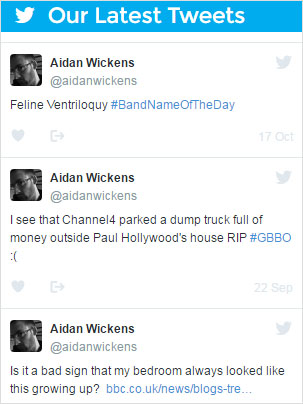 Our Latest Tweets
Aidan Wickens
@aidanwickens
Feline Ventriloquy #BandNameOfTheDay
17 Oct
Aidan Wickens
@aidanwickens
I see that Channel4 parked a dump truck full of
money outside Paul Hollywood's house RIP #GBBO
:(
22 Sep
Aidan Wickens
@aidanwickens
Is it a bad sign that my bedroom always looked like
this growing up? bbc.co.uk/news/blogs-tre…